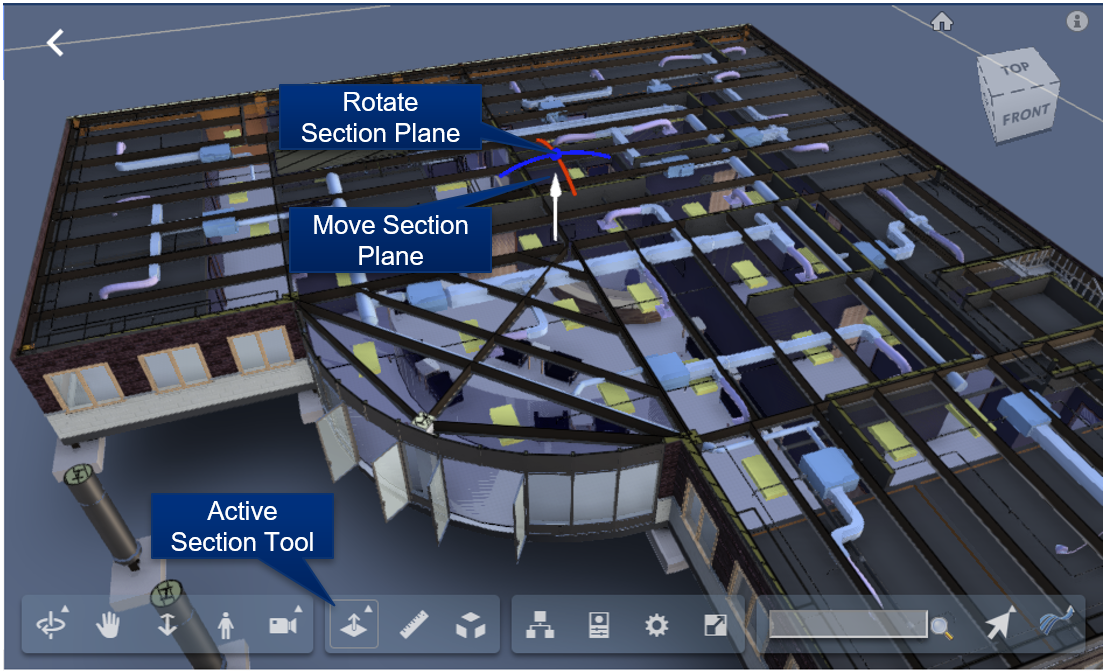 Rotate
Section Plane
TOP
FRONT
Move Section
Plane
Active
Section Tool